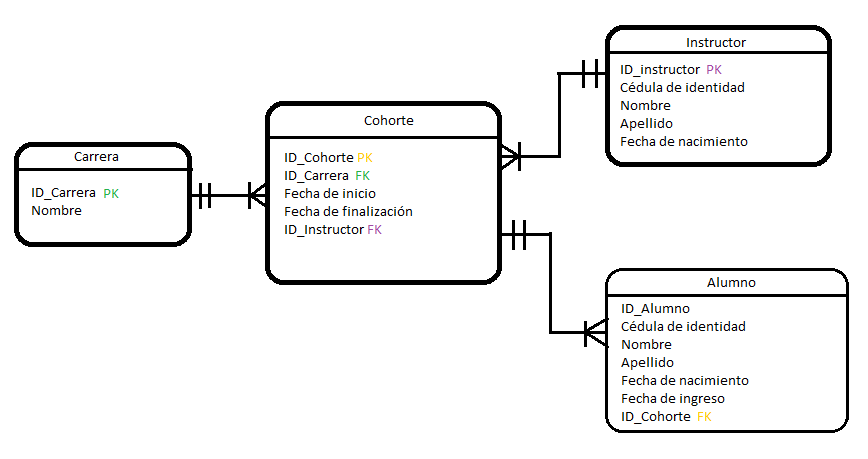 Carrera
ID_Carrera PK
Nombre
Cohorte
ID_Cohorte PK
ID_Carrera FK
Fecha de inicio
Fecha de finalización
ID_Instructor FK
Instructor
ID_instructor PK
Cédula de identidad
Nombre
Apellido
Fecha de nacimiento
Alumno
ID_Alumno
Cédula de identidad
Nombre
Apellido
Fecha de nacimiento
Fecha de ingreso
ID_Cohorte FK